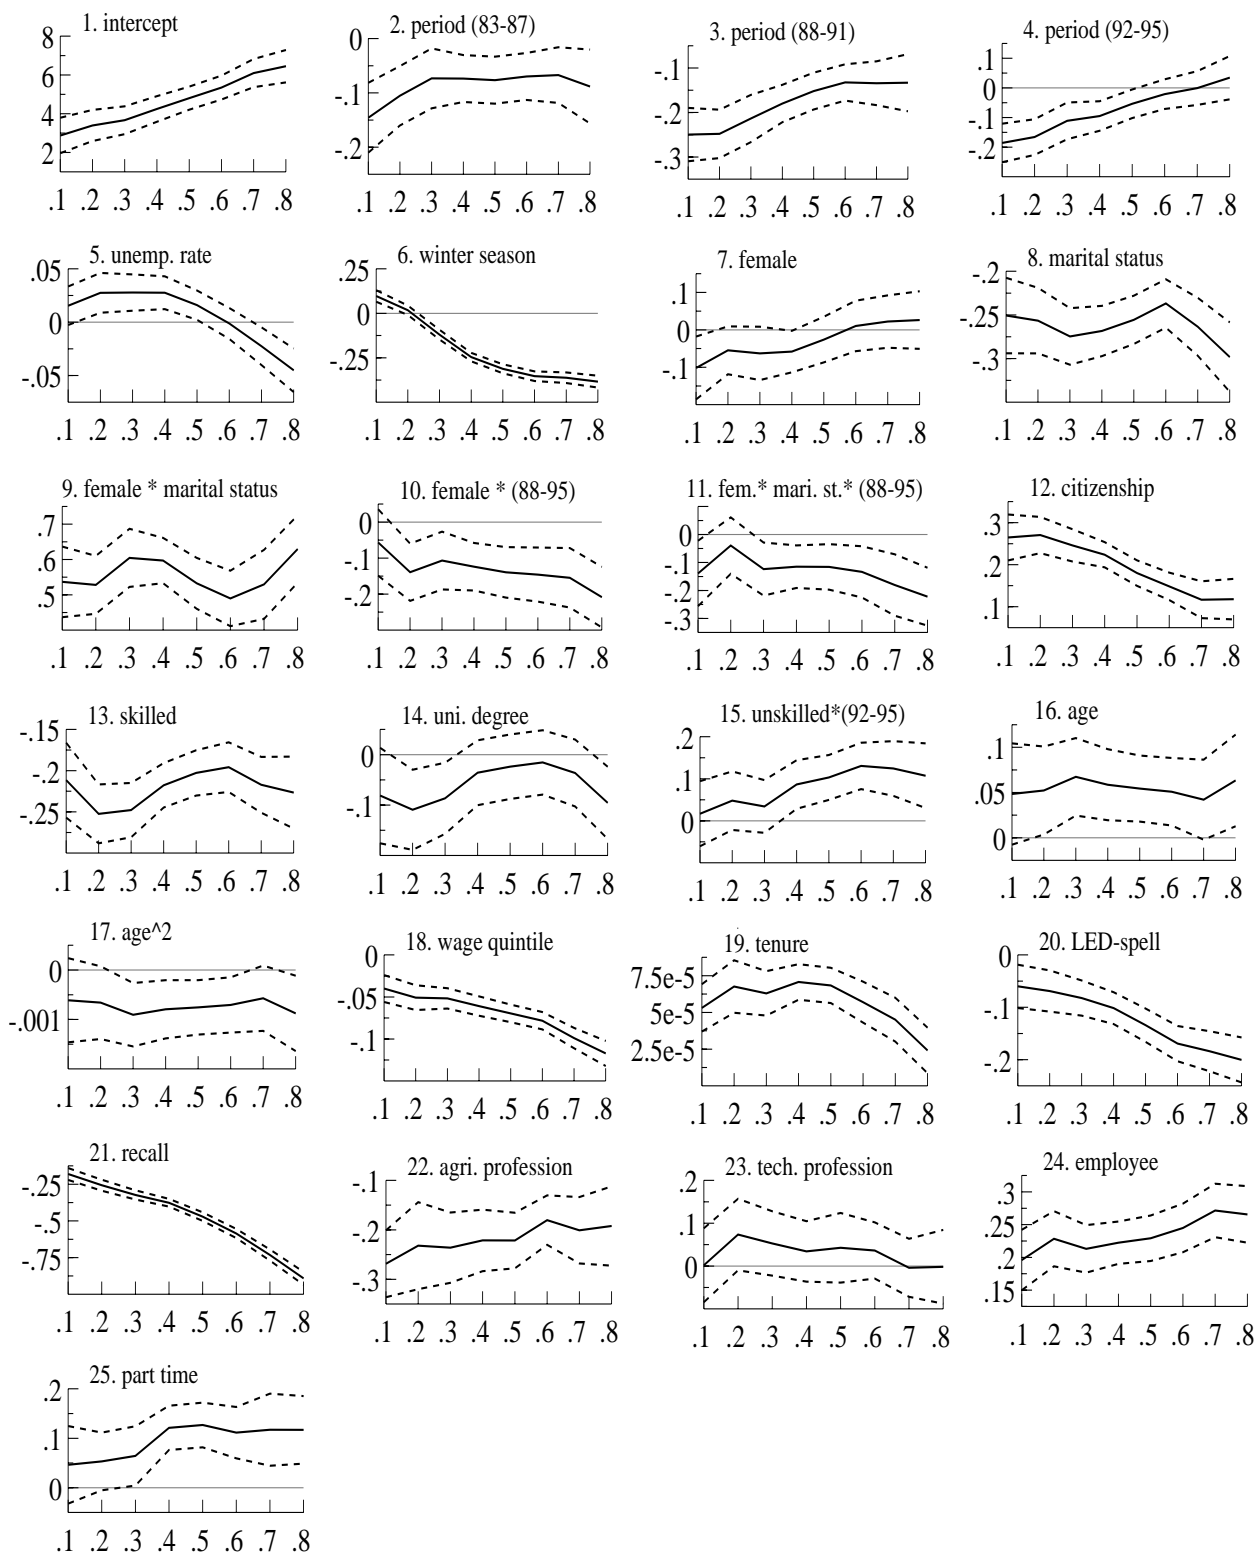 1. intercept
8
6
4
2
.1 .2 .3 .4 .5 .6 .7 .8
2. period (83-87)
0
-.1
-.2
.1 .2 .3 .4 .5 .6 .7 .8
3. period (88-91)
-.1
-.2
-.3
.1 .2 .3 .4 .5 .6 .7 .8
4. period (92-95)
.1
0
-.1
-.2
.1 .2 .3 .4 .5 .6 .7 .8
5. unemp. rate
.05
0
-.05
.1 .2 .3 .4 .5 .6 .7 .8
6. winter season
.25
0
-.25
.1 .2 .3 .4 .5 .6 .7 .8
7. female
.1
0
-.1
.1 .2 .3 .4 .5 .6 .7 .8
8. marital status
-.2
-.25
-.3
.1 .2 .3 .4 .5 .6 .7 .8
9. female * marital status
.7
.6
.5
.1 .2 .3 .4 .5 .6 .7 .8
10. female * (88-95)
0
-.1
-.2
.1 .2 .3 .4 .5 .6 .7 .8
11. fem.* mari. st.* (88-95)
0
-.1
-.2
-.3
.1 .2 .3 .4 .5 .6 .7 .8
12. citizenship
.3
.2
.1
.1 .2 .3 .4 .5 .6 .7 .8
13. skilled
-.15
-.2
-.25
.1 .2 .3 .4 .5 .6 .7 .8
14. uni. degree
0
-.1
.1 .2 .3 .4 .5 .6 .7 .8
15. unskilled*(92-95)
.2
.1
0
.1 .2 .3 .4 .5 .6 .7 .8
16. age
.1
.05
0
.1 .2 .3 .4 .5 .6 .7 .8
17. age^2
0
-.001
.1 .2 .3 .4 .5 .6 .7 .8
18. wage quintile
0
-.05
-.1
.1 .2 .3 .4 .5 .6 .7 .8
19. tenure
7.5e-5
5e-5
2.5e-5
.1 .2 .3 .4 .5 .6 .7 .8
20. LED-spell
0
-.1
-.2
.1 .2 .3 .4 .5 .6 .7 .8
21. recall
-.25
-.5
-.75
.1 .2 .3 .4 .5 .6 .7 .8
22. agri. profession
-.1
-.2
-.3
.1 .2 .3 .4 .5 .6 .7 .8
23. tech. profession
.2
.1
0
.1 .2 .3 .4 .5 .6 .7 .8
24. employee
.3
.25
.2
.15
.1 .2 .3 .4 .5 .6 .7 .8
25. part time
.2
.1
0
.1 .2 .3 .4 .5 .6 .7 .8